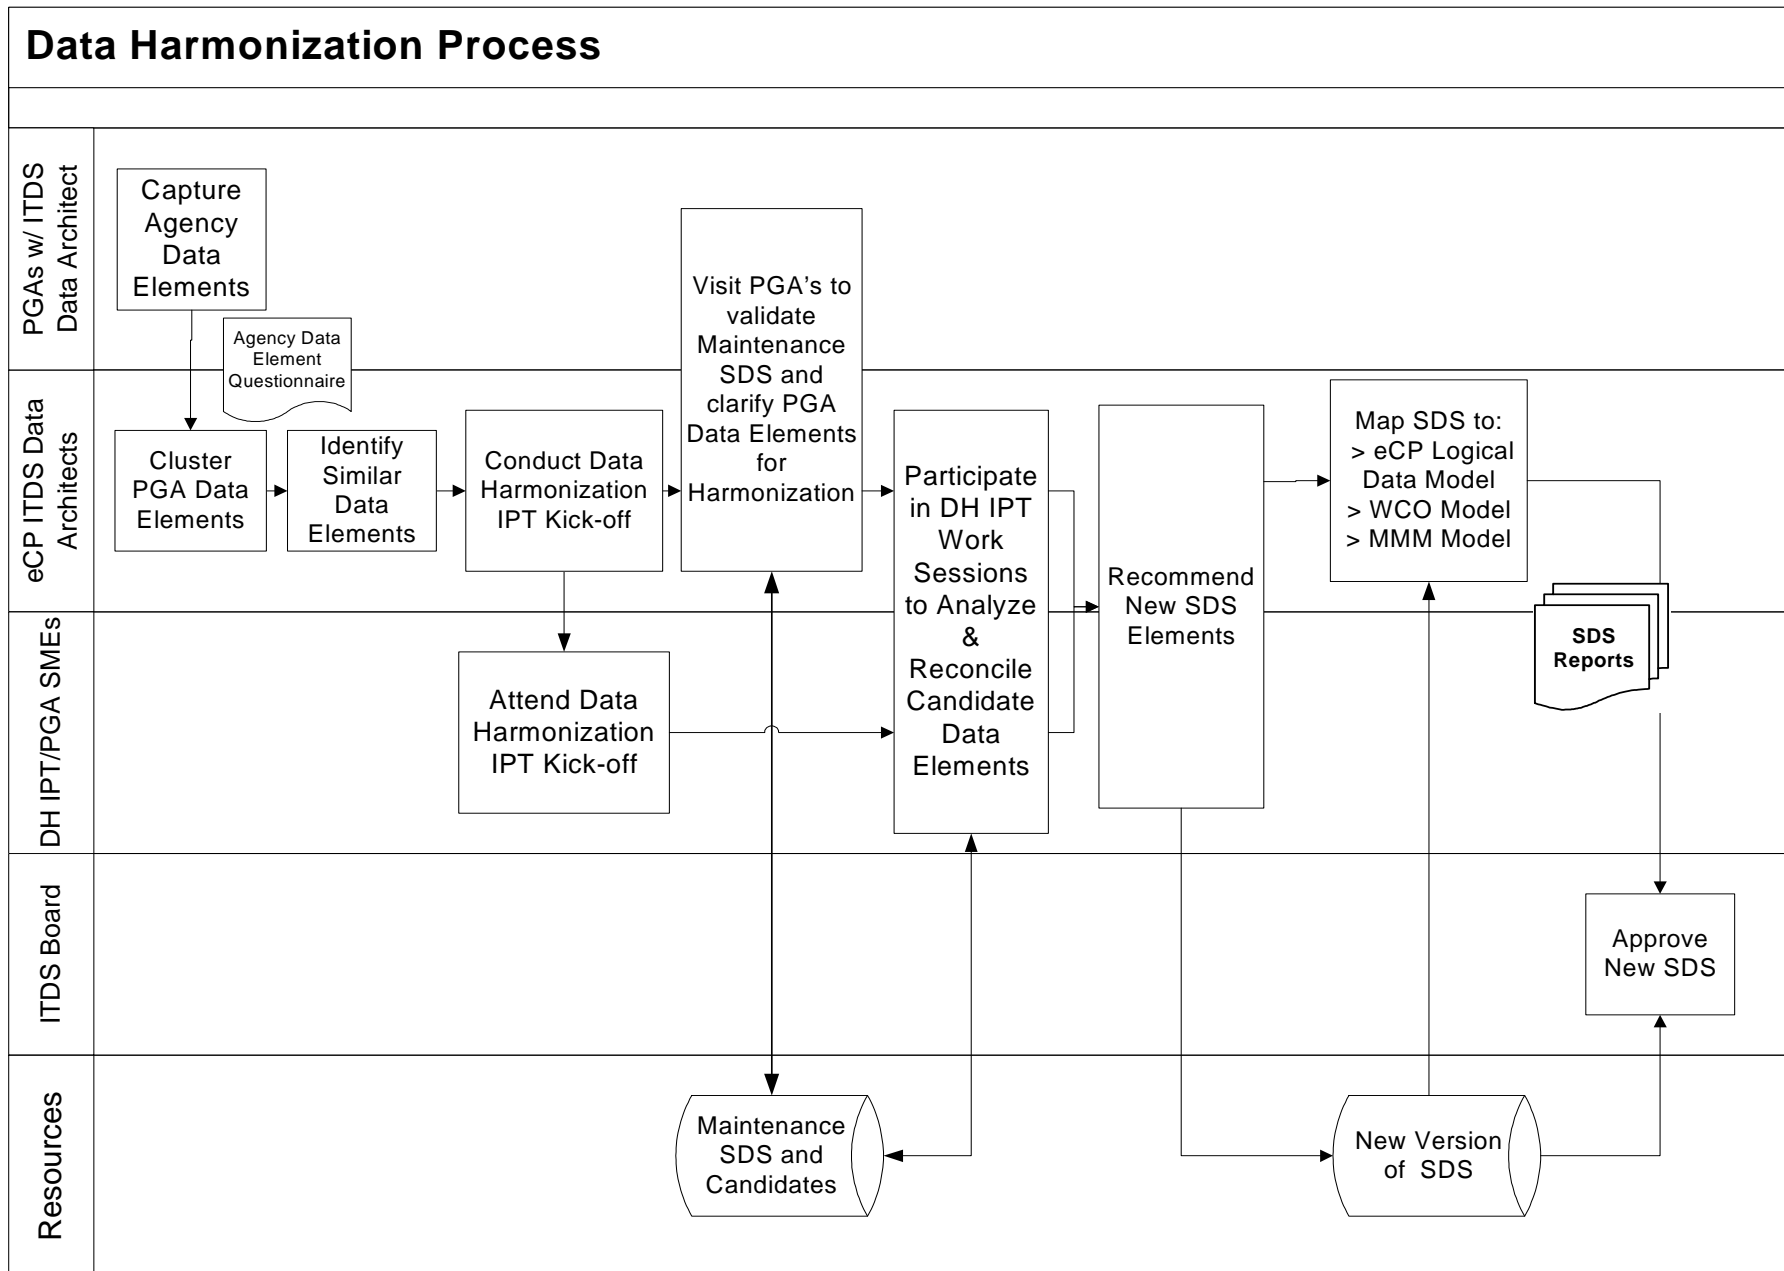 Data Harmonization Process
PGAs w/ ITDS
Data Architect
Capture
Agency
Data
Elements
Agency Data
Element
Questionnaire
Visit PGA's to
validate
Maintenance
SDS and
clarify PGA
Data Elements
for
Harmonization
eCP ITDS Data
Architects
Cluster
PGA Data
Elements
Identify
Similar
Data
Elements
Conduct Data
Harmonization
IPT Kick-off
Participate
in DH IPT
Work
Sessions
to Analyze
&
Reconcile
Candidate
Data
Elements
Recommend
New SDS
Elements
Map SDS to:
> eCP Logical
Data Model
> WCO Model
> MMM Model
SDS
Reports
DH IPT/PGA SMEs
Attend Data
Harmonization
IPT Kick-off
ITDS Board
Approve
New SDS
Resources
Maintenance
SDS and
Candidates
New Version
of SDS